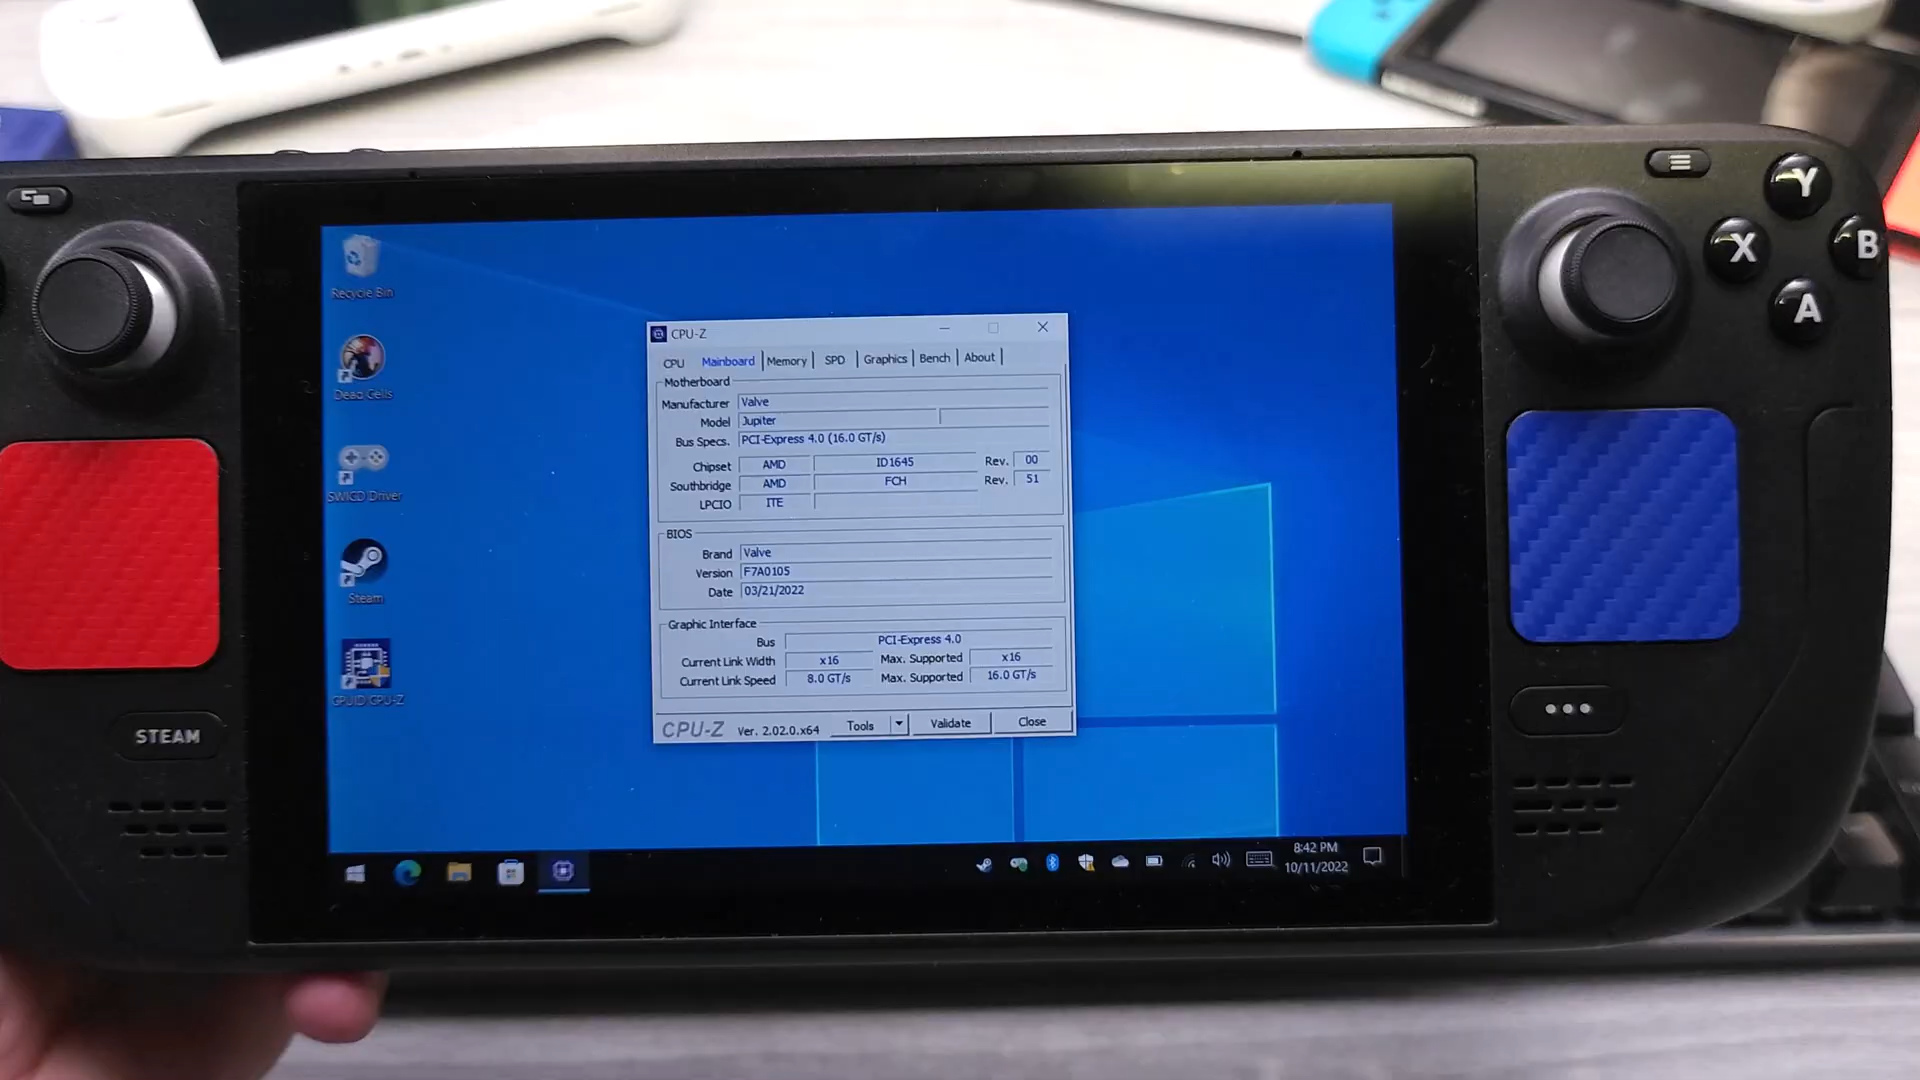 Y
X
B
A
STEAM
Recycle Bin
Dead Cells
SWICD Driver
Steam
CPUID CPU-Z
CPU-Z
CPU Mainboard Memory SPD Graphics Bench About
Motherboard
Manufacturer Valve
Model Jupiter
Bus Specs. PCI-Express 4.0 (16.0 GT/s)
Chipset AMD ID1645 Rev. 00
Southbridge AMD FCH Rev. 51
LPCIO ITE
BIOS
Brand Valve
Version F7A0105
Date 03/21/2022
Graphic Interface
Bus PCI-Express 4.0
Current Link Width x16 Max. Supported x16
Current Link Speed 8.0 GT/s Max. Supported 16.0 GT/s
CPU-Z Ver. 2.02.0.x64 Tools Validate Close
8:42 PM
10/11/2022